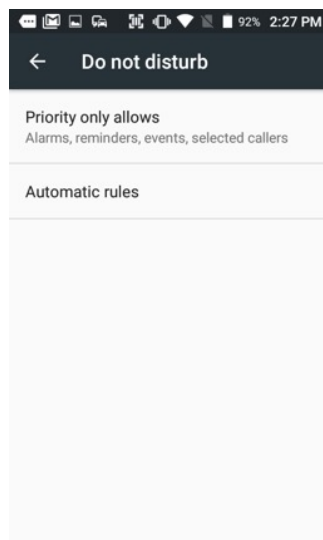 92% 2:27 PM
Do not disturb
Priority only allows
Alarms, reminders, events, selected callers
Automatic rules